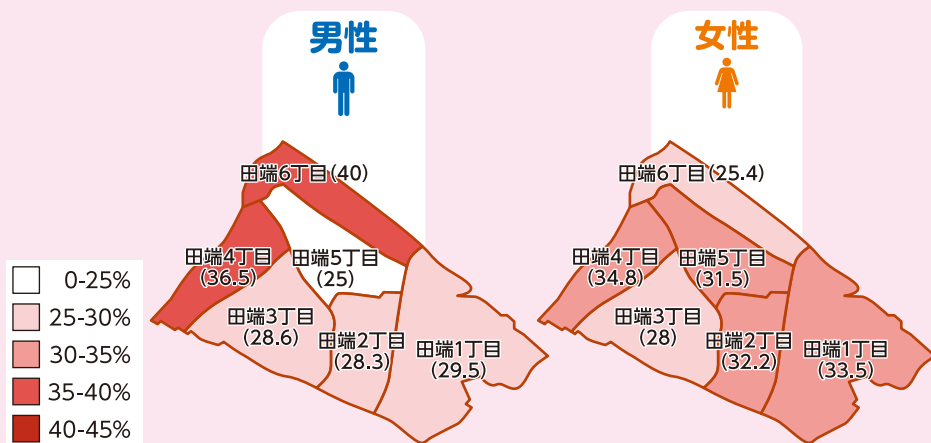 男性
田端6丁目(40)
田端4丁目
(36.5)
田端5丁目
(25)
田端3丁目
(28.6)
田端2丁目
(28.3)
田端1丁目
(29.5)
女性
田端6丁目(25.4)
田端4丁目
(34.8)
田端5丁目
(31.5)
田端3丁目
(28)
田端2丁目
(32.2)
田端1丁目
(33.5)
0-25%
25-30%
30-35%
35-40%
40-45%